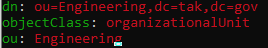 dn: ou=Engineering,dc=tak,dc=gov
objectClass: organizationalUnit
ou: Engineering